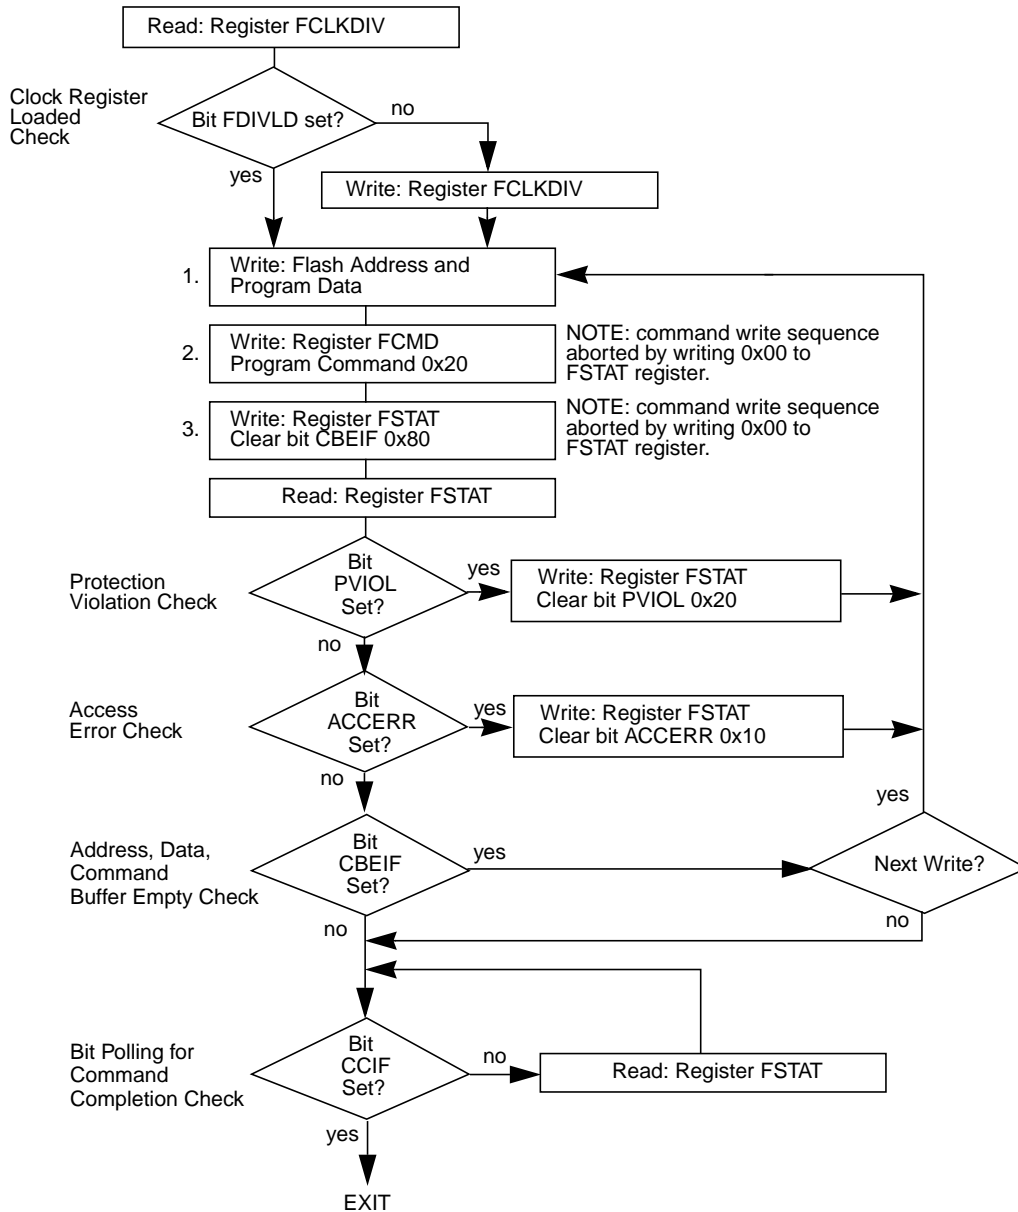 Read: Register FCLKDIV
Clock Register
Loaded
Check
Bit FDIVLD set?
no
yes
Write: Register FCLKDIV
1.
Write: Flash Address and
Program Data
2.
Write: Register FCMD
Program Command 0x20
NOTE: command write sequence
aborted by writing 0x00 to
FSTAT register.
3.
Write: Register FSTAT
Clear bit CBEIF 0x80
NOTE: command write sequence
aborted by writing 0x00 to
FSTAT register.
Read: Register FSTAT
Protection
Violation Check
Bit
PVIOL
Set?
yes
Write: Register FSTAT
Clear bit PVIOL 0x20
no
Access
Error Check
Bit
ACCERR
Set?
yes
Write: Register FSTAT
Clear bit ACCERR 0x10
no
yes
Address, Data,
Command
Buffer Empty Check
Bit
CBEIF
Set?
yes
Next Write?
no
no
Bit Polling for
Command
Completion Check
Bit
CCIF
Set?
no
Read: Register FSTAT
yes
EXIT